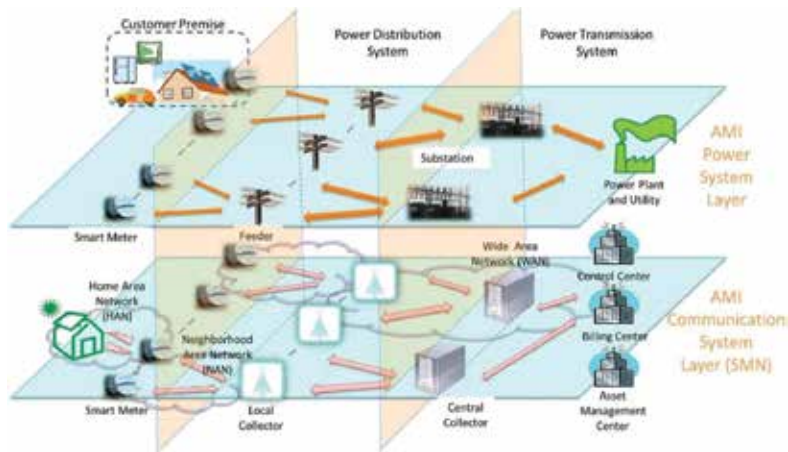 Customer Premise
Power Distribution
System
Power Transmission
System
AMI
Power
System
Layer
Substation
Power Plant
and Utility
Smart Meter
Feeder
Wide Area
Network (WAN)
Control Center
Home Area
Network
(HAN)
AMI
Communication
System
Layer (SMN)
Neighborhood
Area Network
(NAN)
Billing Center
Smart Meter
Local
Collector
Central
Collector
Asset
Management
Center